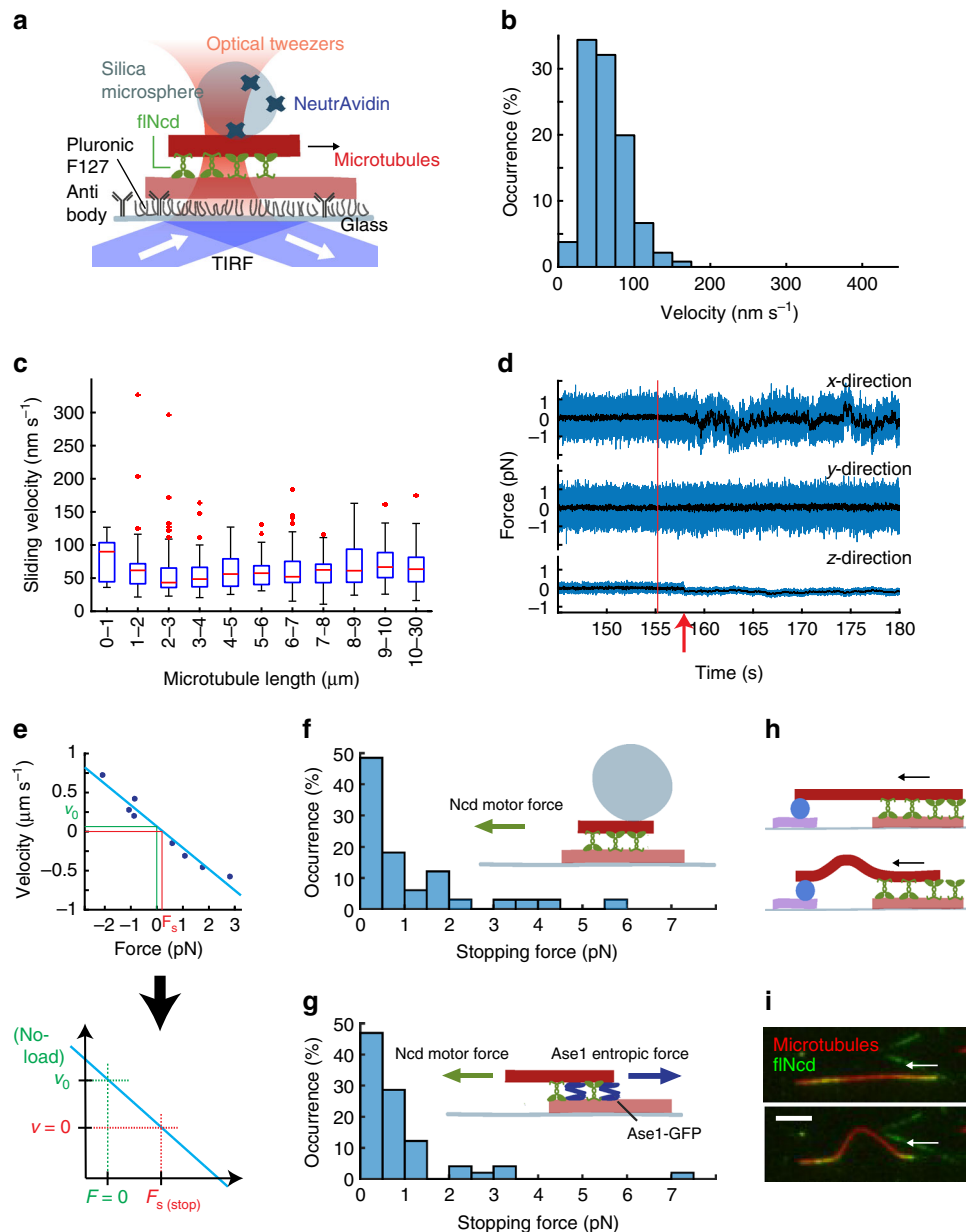 a
Optical tweezers
Silica
microsphere
NeutrAvidin
flNcd
Pluronic
F127
Microtubules
Anti
body
Glass
TIRF
b
Occurrence (%)
30
20
10
0
0 200 400
100 300
Velocity (nm s⁻¹)
c
Sliding velocity (nm s⁻¹)
300
250
200
150
100
50
0
0–1
1–2
2–3
3–4
4–5
5–6
6–7
7–8
8–9
9–10
10–30
Microtubule length (μm)
d
Force (pN)
x-direction
1
0
−1
y-direction
1
0
−1
z-direction
1
0
−1
150 155 160 165 170 175 180
Time (s)
e
Velocity (μm s⁻¹)
1
0.5
v₀
0
−0.5
−1
−2 −1 0 1 2 3
Fₛ
Force (pN)
(No-
load)
v₀
v = 0
F = 0
Fₛ (stop)
f
Occurrence (%)
50
40
30
20
10
0
Ncd motor force
0 1 2 3 4 5 6 7
Stopping force (pN)
g
Occurrence (%)
50
40
30
20
10
0
Ncd motor force
Ase1 entropic force
Ase1-GFP
0 1 2 3 4 5 6 7
Stopping force (pN)
h
i
Microtubules
flNcd